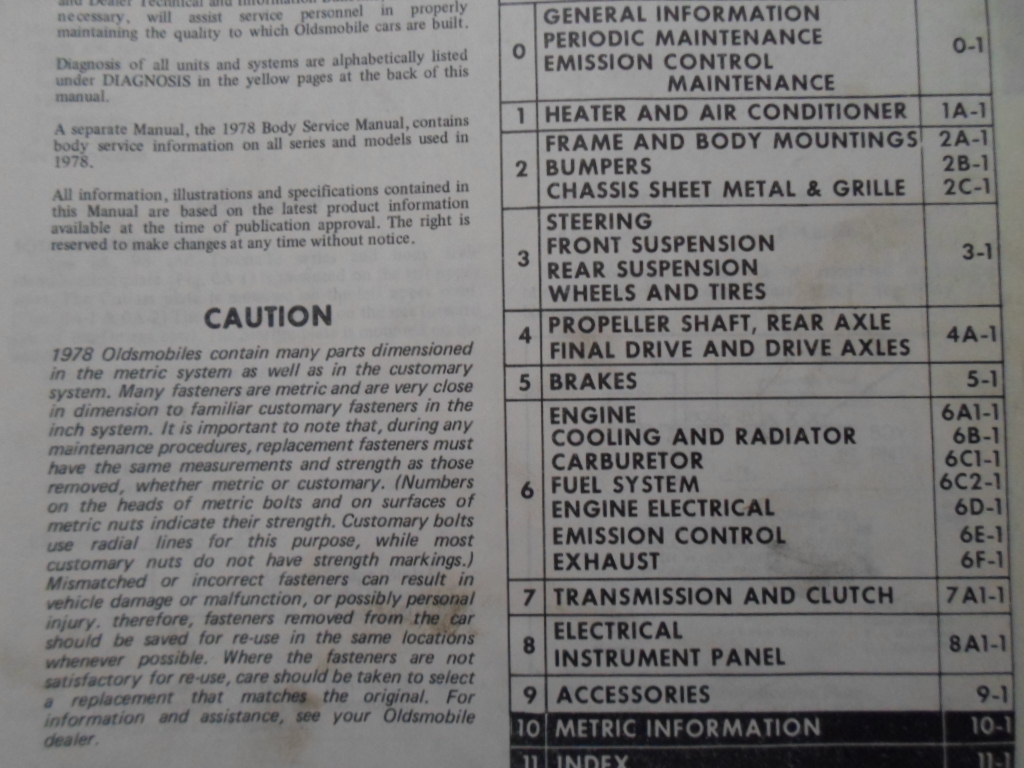 and Dealer Technical and Information
necessary, will assist service personnel in properly
maintaining the quality to which Oldsmobile cars are built.
Diagnosis of all units and systems are alphabetically listed
under DIAGNOSIS in the yellow pages at the back of this
manual.
A separate Manual, the 1978 Body Service Manual, contains
body service information on all series and models used in
1978.
All information, illustrations and specifications contained in
this Manual are based on the latest product information
available at the time of publication approval. The right is
reserved to make changes at any time without notice.
CAUTION
1978 Oldsmobiles contain many parts dimensioned
in the metric system as well as in the customary
system. Many fasteners are metric and are very close
in dimension to familiar customary fasteners in the
inch system. It is important to note that, during any
maintenance procedures, replacement fasteners must
have the same measurements and strength as those
removed, whether metric or customary. (Numbers
on the heads of metric bolts and on surfaces of
metric nuts indicate their strength. Customary bolts
use radial lines for this purpose, while most
customary nuts do not have strength markings.)
Mismatched or incorrect fasteners can result in
vehicle damage or malfunction, or possibly personal
injury. therefore, fasteners removed from the car
should be saved for re-use in the same locations
whenever possible. Where the fasteners are not
satisfactory for re-use, care should be taken to select
a replacement that matches the original. For
information and assistance, see your Oldsmobile
dealer.
GENERAL INFORMATION
0 PERIODIC MAINTENANCE 0-1
EMISSION CONTROL
MAINTENANCE
1 HEATER AND AIR CONDITIONER 1A-1
FRAME AND BODY MOUNTINGS 2A-1
2 BUMPERS 2B-1
CHASSIS SHEET METAL & GRILLE 2C-1
STEERING
3 FRONT SUSPENSION 3-1
REAR SUSPENSION
WHEELS AND TIRES
4 PROPELLER SHAFT, REAR AXLE 4A-1
FINAL DRIVE AND DRIVE AXLES
5 BRAKES 5-1
ENGINE 6A1-1
COOLING AND RADIATOR 6B-1
CARBURETOR 6C1-1
6 FUEL SYSTEM 6C2-1
ENGINE ELECTRICAL 6D-1
EMISSION CONTROL 6E-1
EXHAUST 6F-1
7 TRANSMISSION AND CLUTCH 7A1-1
8 ELECTRICAL 8A1-1
INSTRUMENT PANEL
9 ACCESSORIES 9-1
10 METRIC INFORMATION 10-1
11 INDEX 11-1